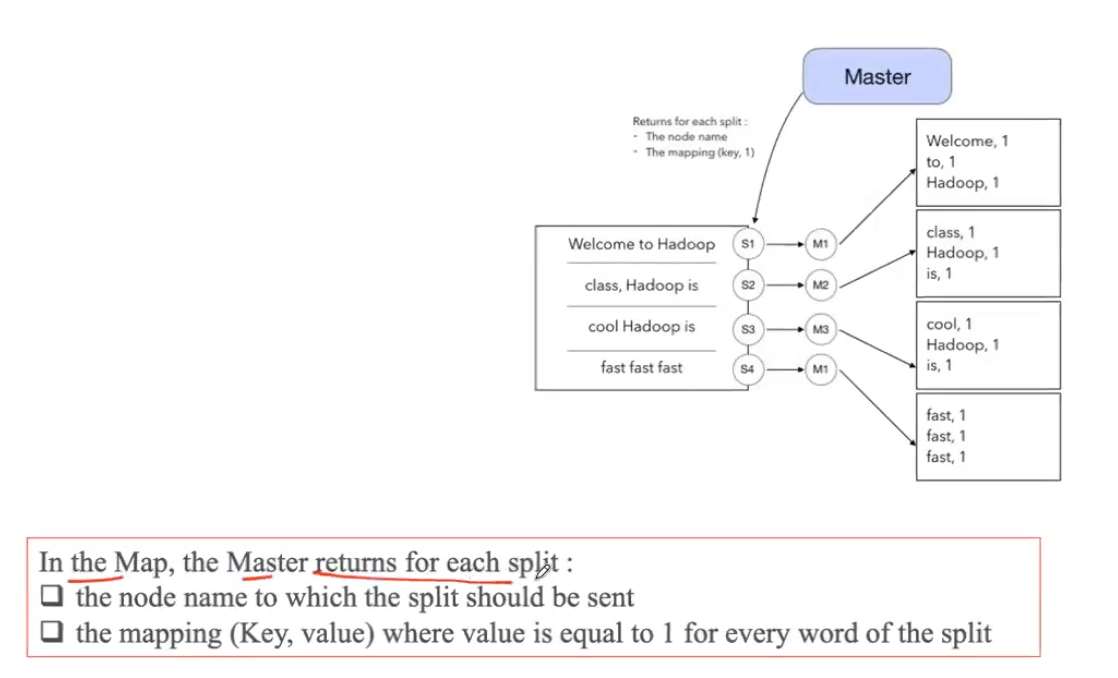 Master
Returns for each split :
- The node name
- The mapping (key, 1)
Welcome to Hadoop
S1
M1
class, Hadoop is
S2
M2
cool Hadoop is
S3
M3
fast fast fast
S4
M1
Welcome, 1
to, 1
Hadoop, 1
class, 1
Hadoop, 1
is, 1
cool, 1
Hadoop, 1
is, 1
fast, 1
fast, 1
fast, 1
In the Map, the Master returns for each split :
❑ the node name to which the split should be sent
❑ the mapping (Key, value) where value is equal to 1 for every word of the split